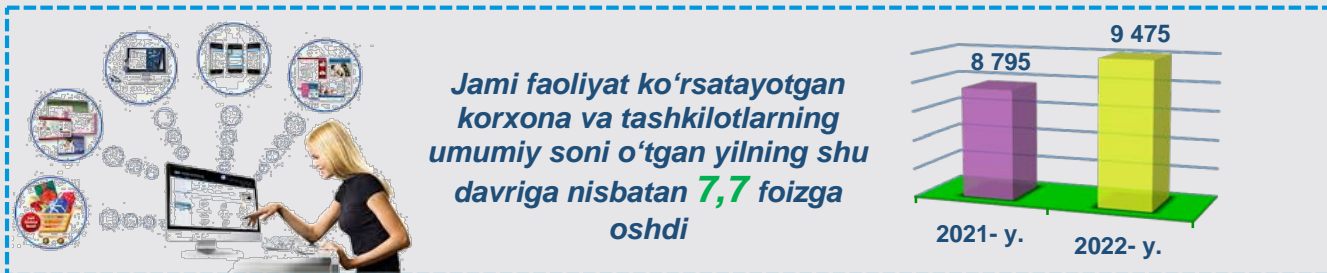 Jami faoliyat ko‘rsatayotgan
korxona va tashkilotlarning
umumiy soni o‘tgan yilning shu
davriga nisbatan 7,7 foizga
oshdi
9 475
8 795
2021- y.
2022- y.